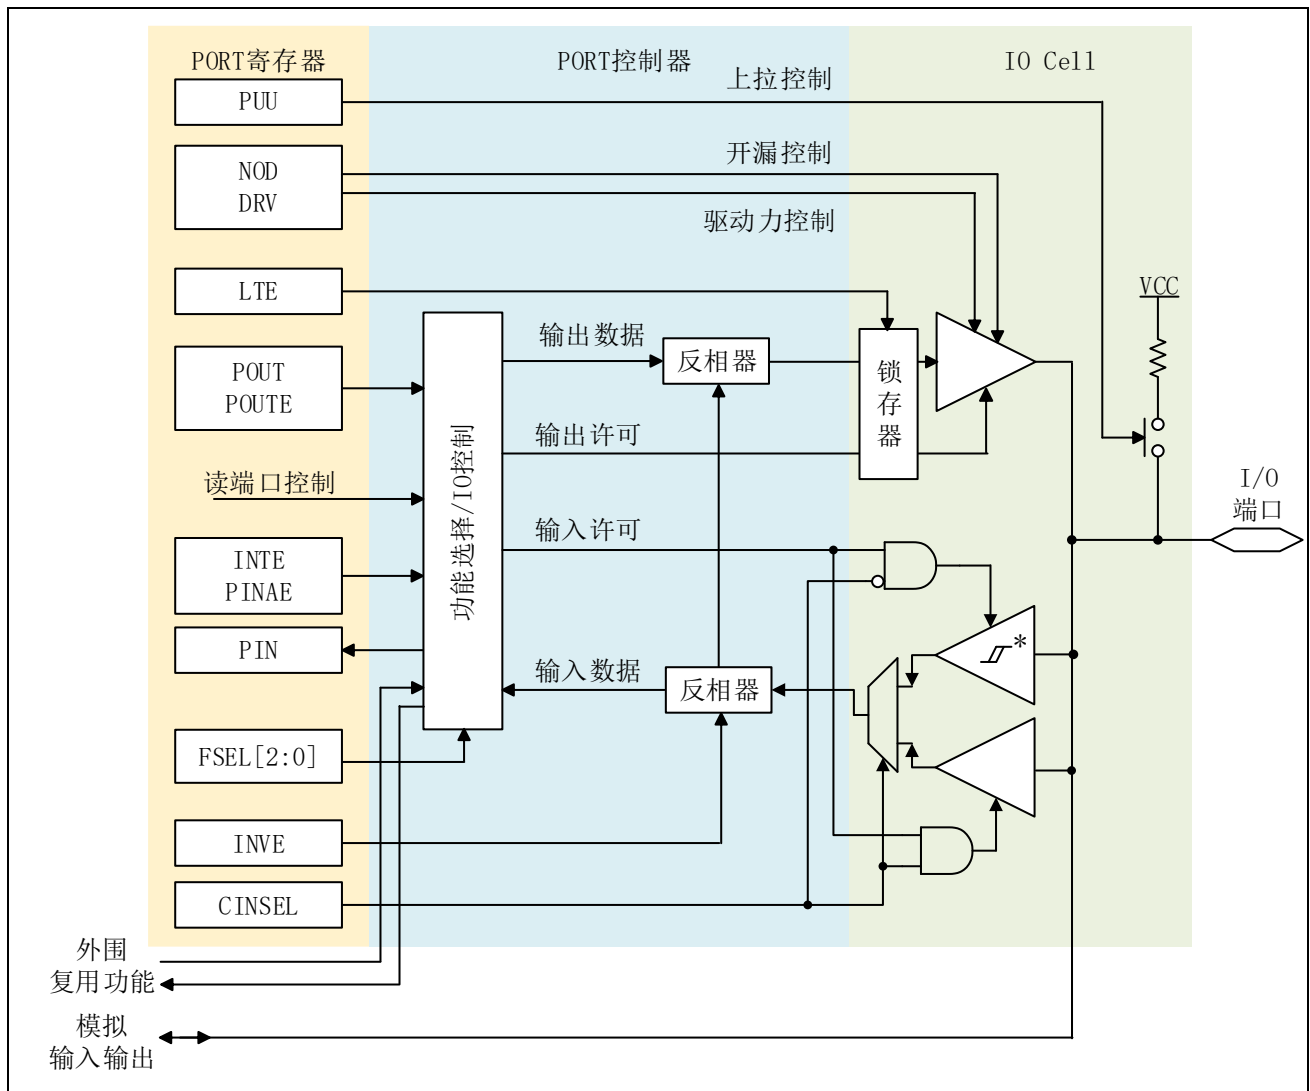 PORT寄存器
PORT控制器
IO Cell
上拉控制
PUU
开漏控制
NOD
DRV
驱动力控制
LTE
VCC
输出数据
反相器
锁存器
POUT
POUTE
输出许可
功能选择/IO控制
读端口控制
I/O
端口
输入许可
INTE
PINAE
PIN
输入数据
反相器
*
FSEL[2:0]
INVE
CINSEL
外围
复用功能
模拟
输入输出